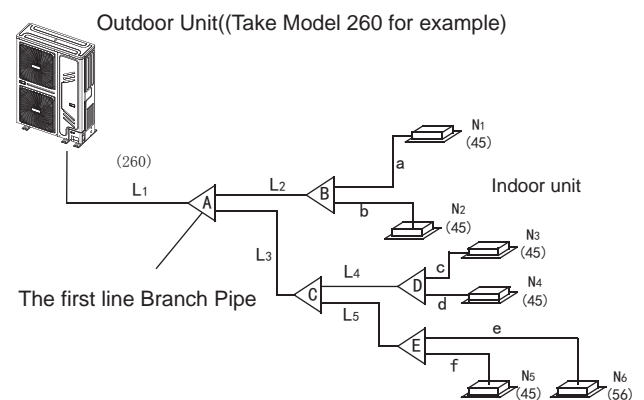 Outdoor Unit((Take Model 260 for example)
N1
(45)
a
(260)
L1
L2
A
B
b
Indoor unit
N2
(45)
N3
(45)
L3
L4
c
D
N4
(45)
d
C
The first line Branch Pipe
L5
E
e
f
N5
(45)
N6
(56)